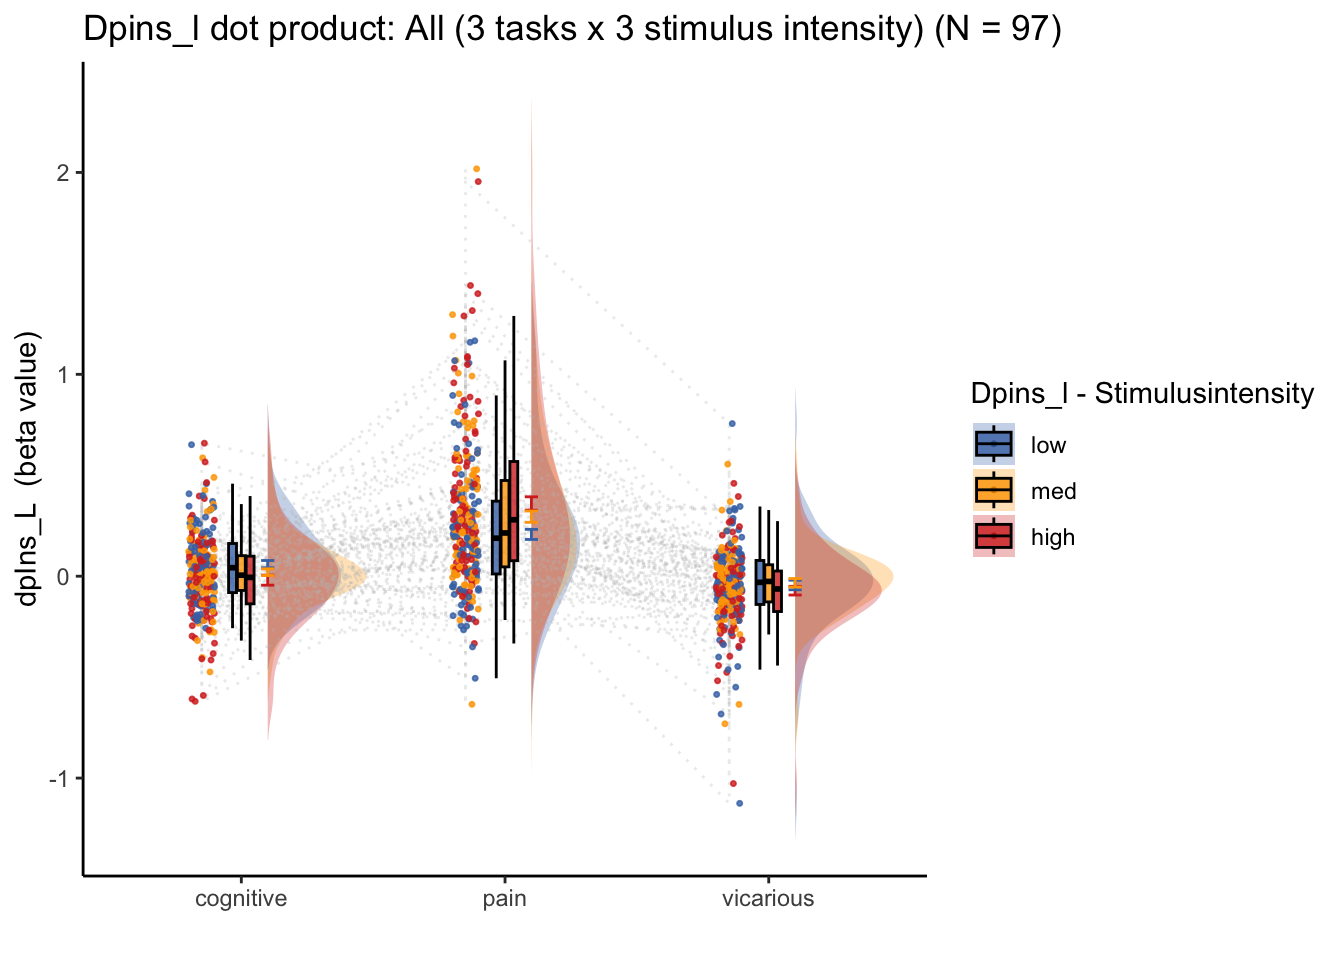 Dpins_l dot product: All (3 tasks x 3 stimulus intensity) (N = 97)
dpIns_L  (beta value)
2
1
0
-1
cognitive
pain
vicarious
Dpins_l - Stimulusintensity
low
med
high